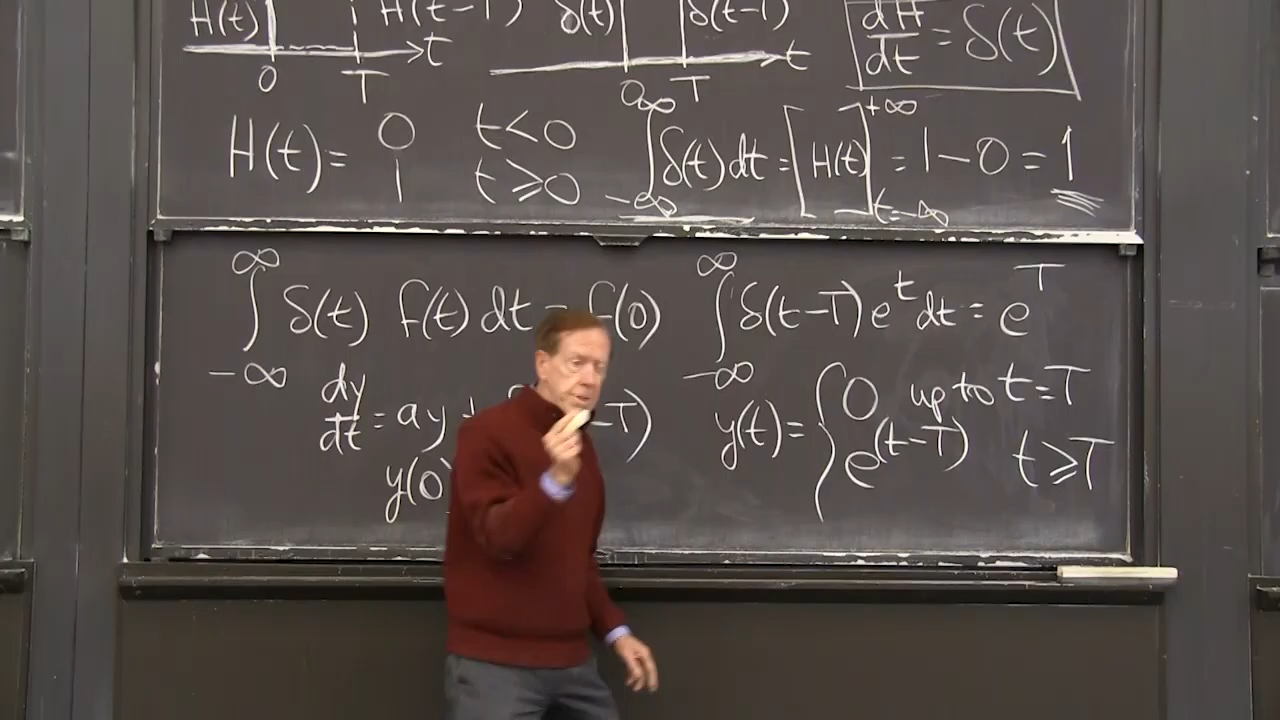 H(t) H(t-T) δ(t) δ(t-T) dH/dt = δ(t)
0 T t 0 T t
H(t) = 0 t<0
1 t≥0
∫_{-∞}^{∞} δ(t) dt = [H(t)]_{t=-∞}^{+∞} = 1-0 = 1
∫_{-∞}^{∞} δ(t) f(t) dt = f(0)
dy/dt = ay + -T)
y(0)
∫_{-∞}^{∞} δ(t-T) e^t dt = e^T
y(t) = { 0 up to t=T
e^{(t-T)} t≥T